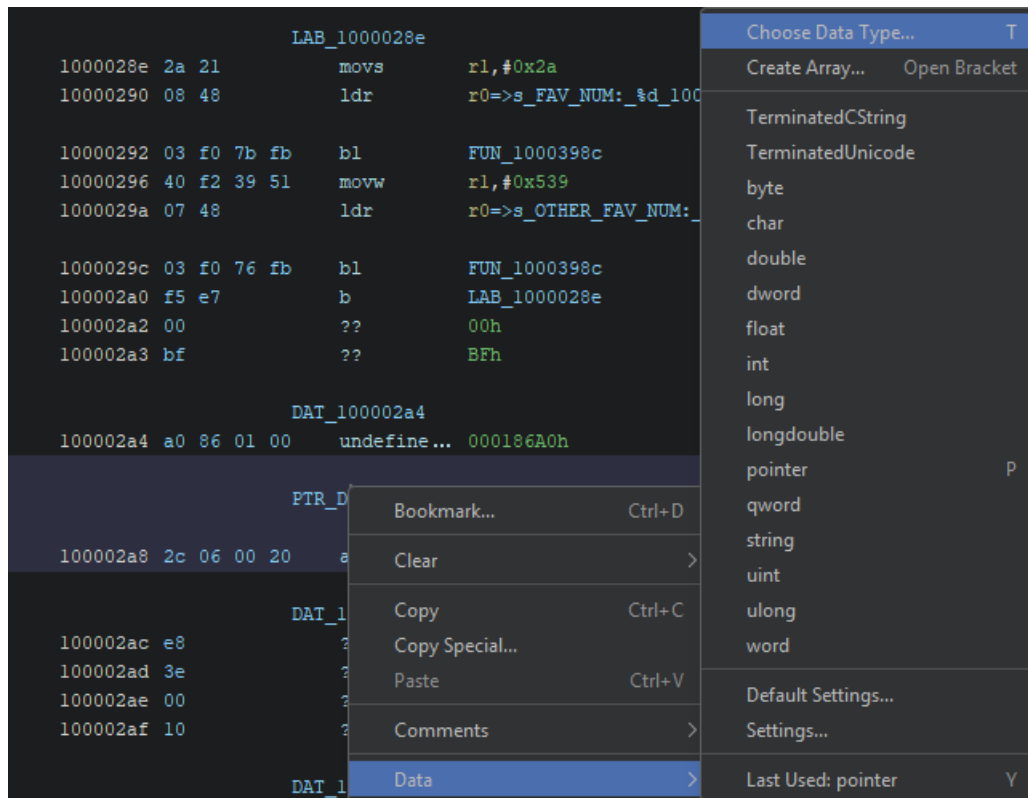 LAB_1000028e
1000028e 2a 21 movs r1,#0x2a
10000290 08 48 ldr r0=>s_FAV_NUM:_%d_100
10000292 03 f0 7b fb bl FUN_1000398c
10000296 40 f2 39 51 movw r1,#0x539
1000029a 07 48 ldr r0=>s_OTHER_FAV_NUM:_
1000029c 03 f0 76 fb bl FUN_1000398c
100002a0 f5 e7 b LAB_1000028e
100002a2 00 ?? 00h
100002a3 bf ?? BFh
DAT_100002a4
100002a4 a0 86 01 00 undefine... 000186A0h
PTR_D
100002a8 2c 06 00 20 a
DAT_1
100002ac e8 ?
100002ad 3e ?
100002ae 00 ?
100002af 10 ?
DAT_1
Bookmark... Ctrl+D
Clear
Copy Ctrl+C
Copy Special...
Paste Ctrl+V
Comments
Data
Choose Data Type... T
Create Array... Open Bracket
TerminatedCString
TerminatedUnicode
byte
char
double
dword
float
int
long
longdouble
pointer P
qword
string
uint
ulong
word
Default Settings...
Settings...
Last Used: pointer Y